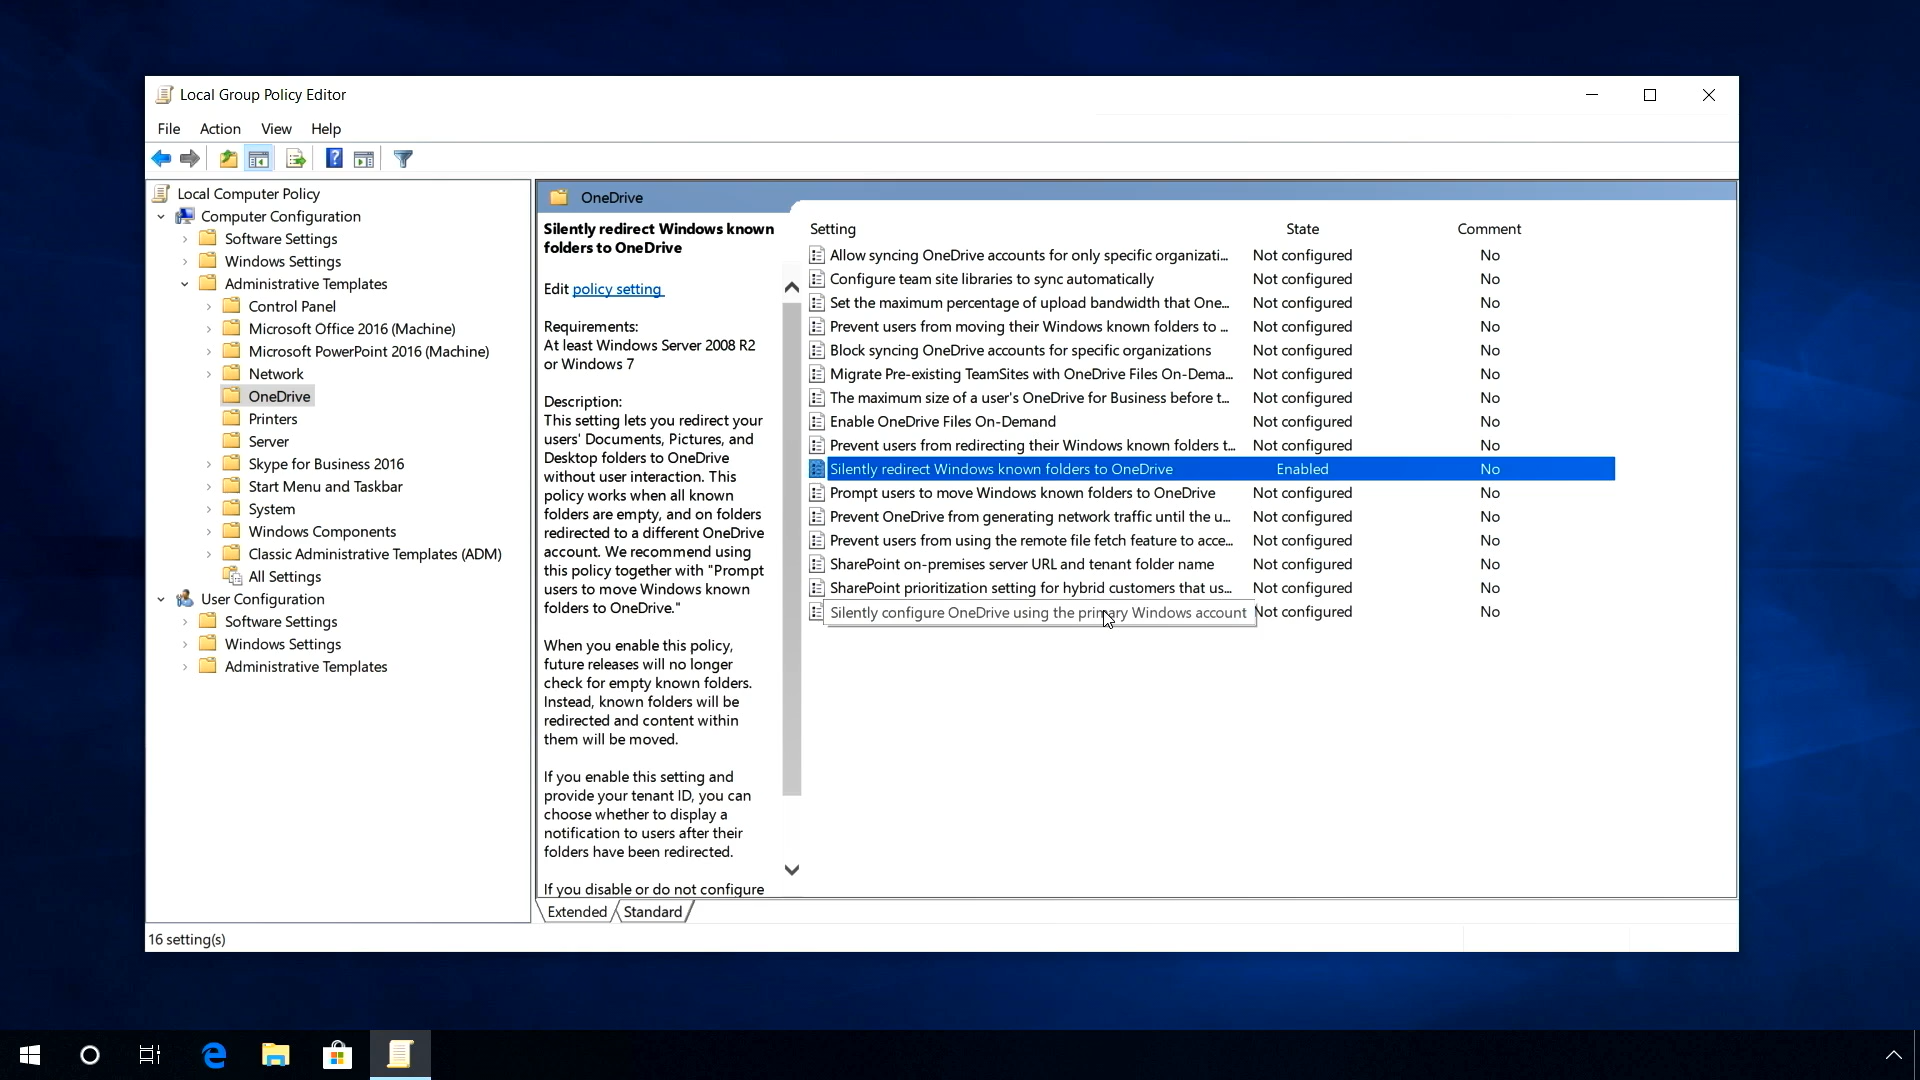 Local Group Policy Editor
File Action View Help
Local Computer Policy
Computer Configuration
Software Settings
Windows Settings
Administrative Templates
Control Panel
Microsoft Office 2016 (Machine)
Microsoft PowerPoint 2016 (Machine)
Network
OneDrive
Printers
Server
Skype for Business 2016
Start Menu and Taskbar
System
Windows Components
Classic Administrative Templates (ADM)
All Settings
User Configuration
Software Settings
Windows Settings
Administrative Templates
OneDrive
Silently redirect Windows known
folders to OneDrive
Edit policy setting
Requirements:
At least Windows Server 2008 R2
or Windows 7
Description:
This setting lets you redirect your
users' Documents, Pictures, and
Desktop folders to OneDrive
without user interaction. This
policy works when all known
folders are empty, and on folders
redirected to a different OneDrive
account. We recommend using
this policy together with "Prompt
users to move Windows known
folders to OneDrive."
When you enable this policy,
future releases will no longer
check for empty known folders.
Instead, known folders will be
redirected and content within
them will be moved.
If you enable this setting and
provide your tenant ID, you can
choose whether to display a
notification to users after their
folders have been redirected.
If you disable or do not configure
Setting State Comment
Allow syncing OneDrive accounts for only specific organizati... Not configured No
Configure team site libraries to sync automatically Not configured No
Set the maximum percentage of upload bandwidth that One... Not configured No
Prevent users from moving their Windows known folders to ... Not configured No
Block syncing OneDrive accounts for specific organizations Not configured No
Migrate Pre-existing TeamSites with OneDrive Files On-Dema... Not configured No
The maximum size of a user's OneDrive for Business before t... Not configured No
Enable OneDrive Files On-Demand Not configured No
Prevent users from redirecting their Windows known folders t... Not configured No
Silently redirect Windows known folders to OneDrive Enabled No
Prompt users to move Windows known folders to OneDrive Not configured No
Prevent OneDrive from generating network traffic until the u... Not configured No
Prevent users from using the remote file fetch feature to acce... Not configured No
SharePoint on-premises server URL and tenant folder name Not configured No
SharePoint prioritization setting for hybrid customers that us... Not configured No
Silently configure OneDrive using the primary Windows account Not configured No
Extended Standard
16 setting(s)